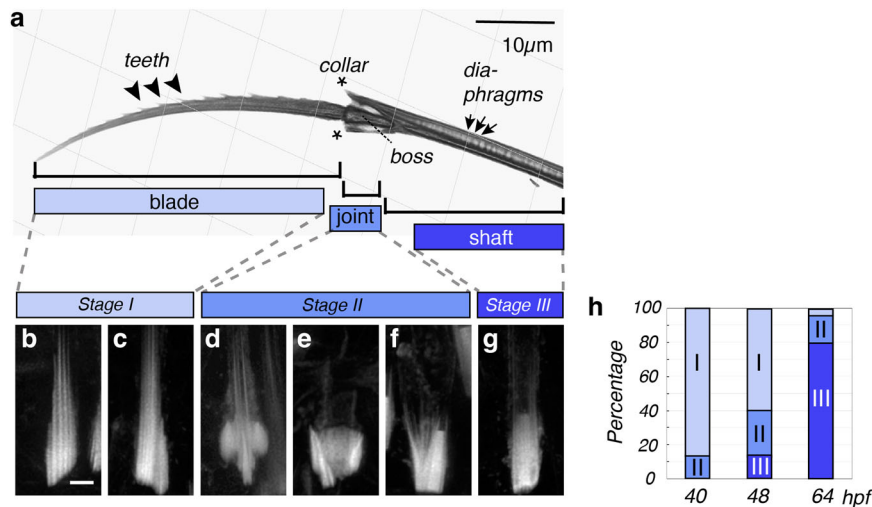 a
10μm
teeth
collar
*
dia-
phragms
*
boss
blade
joint
shaft
Stage I
Stage II
Stage III
b
c
d
e
f
g
h
Percentage
100
80
60
40
20
0
I
II
I
II
III
II
III
40
48
64
hpf